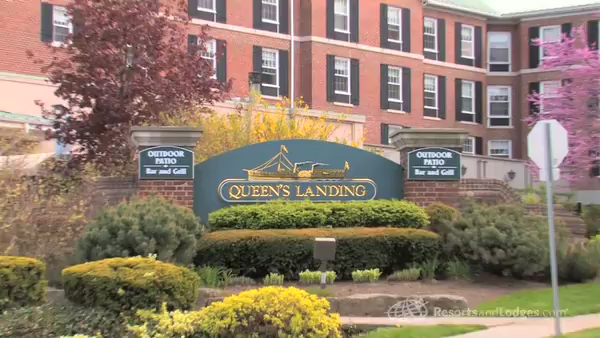 OUTDOOR
PATIO
Bar and Grill
QUEEN'S LANDING
OUTDOOR
PATIO
Bar and Grill
ResortsandLodges.com